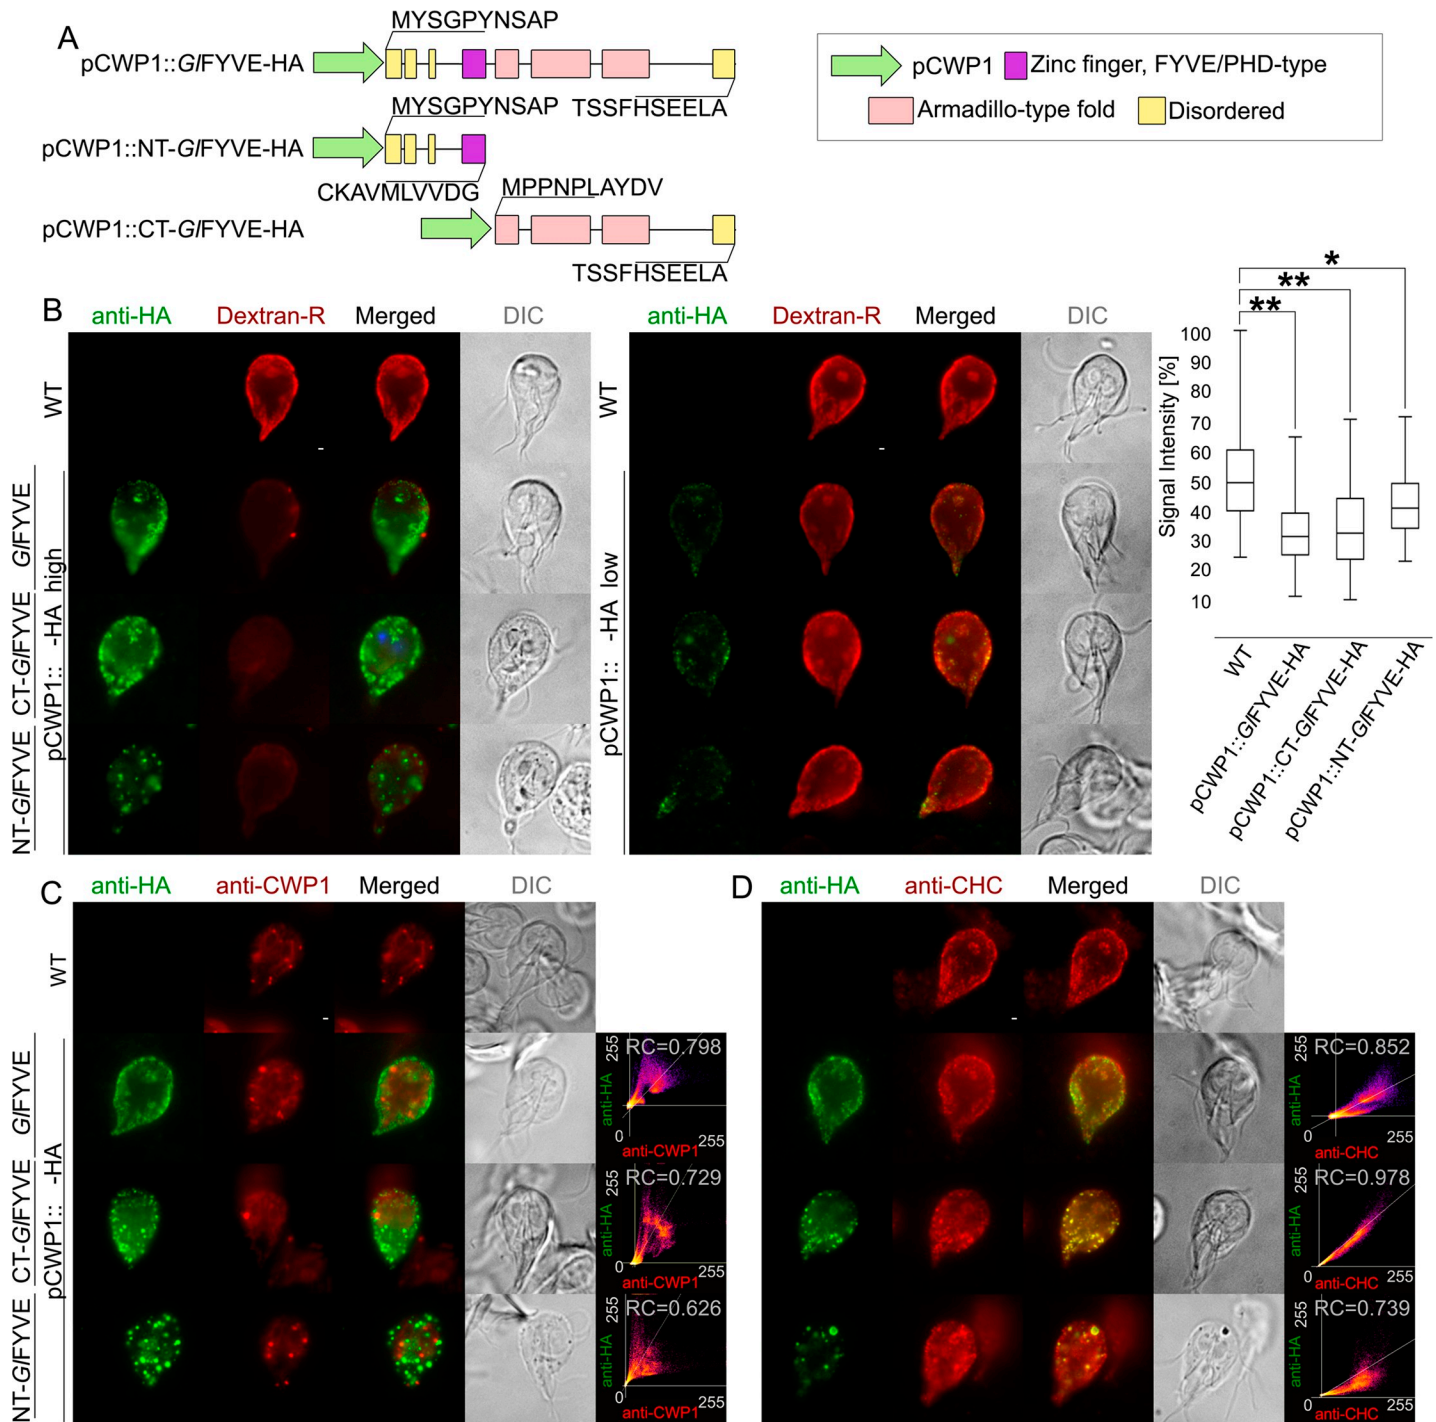 A
MYSGPYNSAP
pCWP1::GlFYVE-HA
TSSFHSEELA
MYSGPYNSAP
pCWP1::NT-GlFYVE-HA
CKAVMLVVDG
MPPNPLAYDV
pCWP1::CT-GlFYVE-HA
TSSFHSEELA
pCWP1
Zinc finger, FYVE/PHD-type
Armadillo-type fold
Disordered
B
anti-HA Dextran-R Merged DIC
WT
GlFYVE
CT-GlFYVE
NT-GlFYVE
pCWP1:: -HA high
anti-HA Dextran-R Merged DIC
WT
pCWP1:: -HA low
* 
**
**
Signal Intensity [%]
100
90
80
70
60
50
40
30
20
10
WT
pCWP1::GlFYVE-HA
pCWP1::CT-GlFYVE-HA
pCWP1::NT-GlFYVE-HA
C
anti-HA anti-CWP1 Merged DIC
WT
GlFYVE
CT-GlFYVE
NT-GlFYVE
pCWP1:: -HA
255
RC=0.798
anti-HA
0
255
anti-CWP1
255
RC=0.729
anti-HA
0
255
anti-CWP1
255
RC=0.626
anti-HA
0
255
anti-CWP1
D
anti-HA anti-CHC Merged DIC
255
RC=0.852
anti-HA
0
255
anti-CHC
255
RC=0.978
anti-HA
0
255
anti-CHC
255
RC=0.739
anti-HA
0
255
anti-CHC